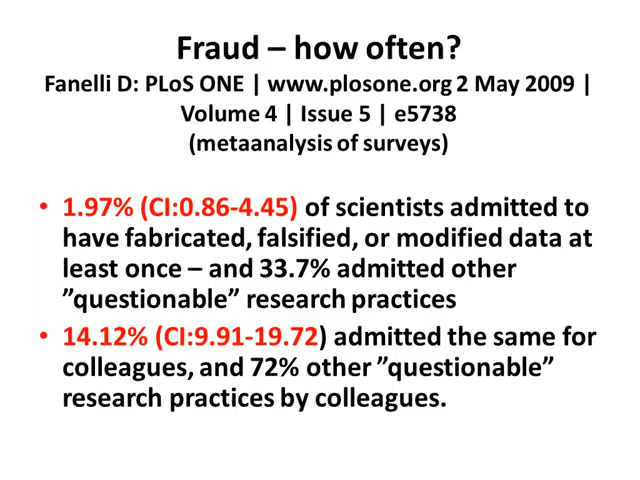 Fraud – how often?
Fanelli D: PLoS ONE | www.plosone.org 2 May 2009 |
Volume 4 | Issue 5 | e5738
(metaanalysis of surveys)
• 1.97% (CI:0.86-4.45) of scientists admitted to
have fabricated, falsified, or modified data at
least once – and 33.7% admitted other
”questionable” research practices
• 14.12% (CI:9.91-19.72) admitted the same for
colleagues, and 72% other ”questionable”
research practices by colleagues.